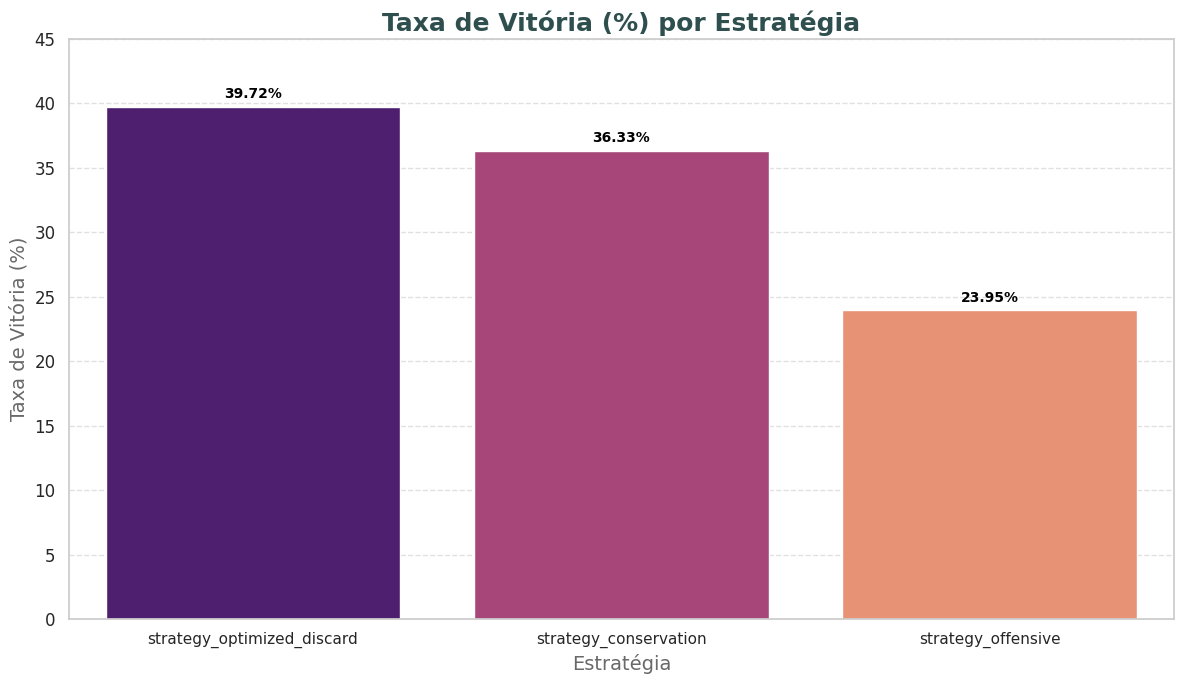 Taxa de Vitória (%) por Estratégia
Taxa de Vitória (%)
45
40
35
30
25
20
15
10
5
0
39.72%
36.33%
23.95%
strategy_optimized_discard
strategy_conservation
strategy_offensive
Estratégia